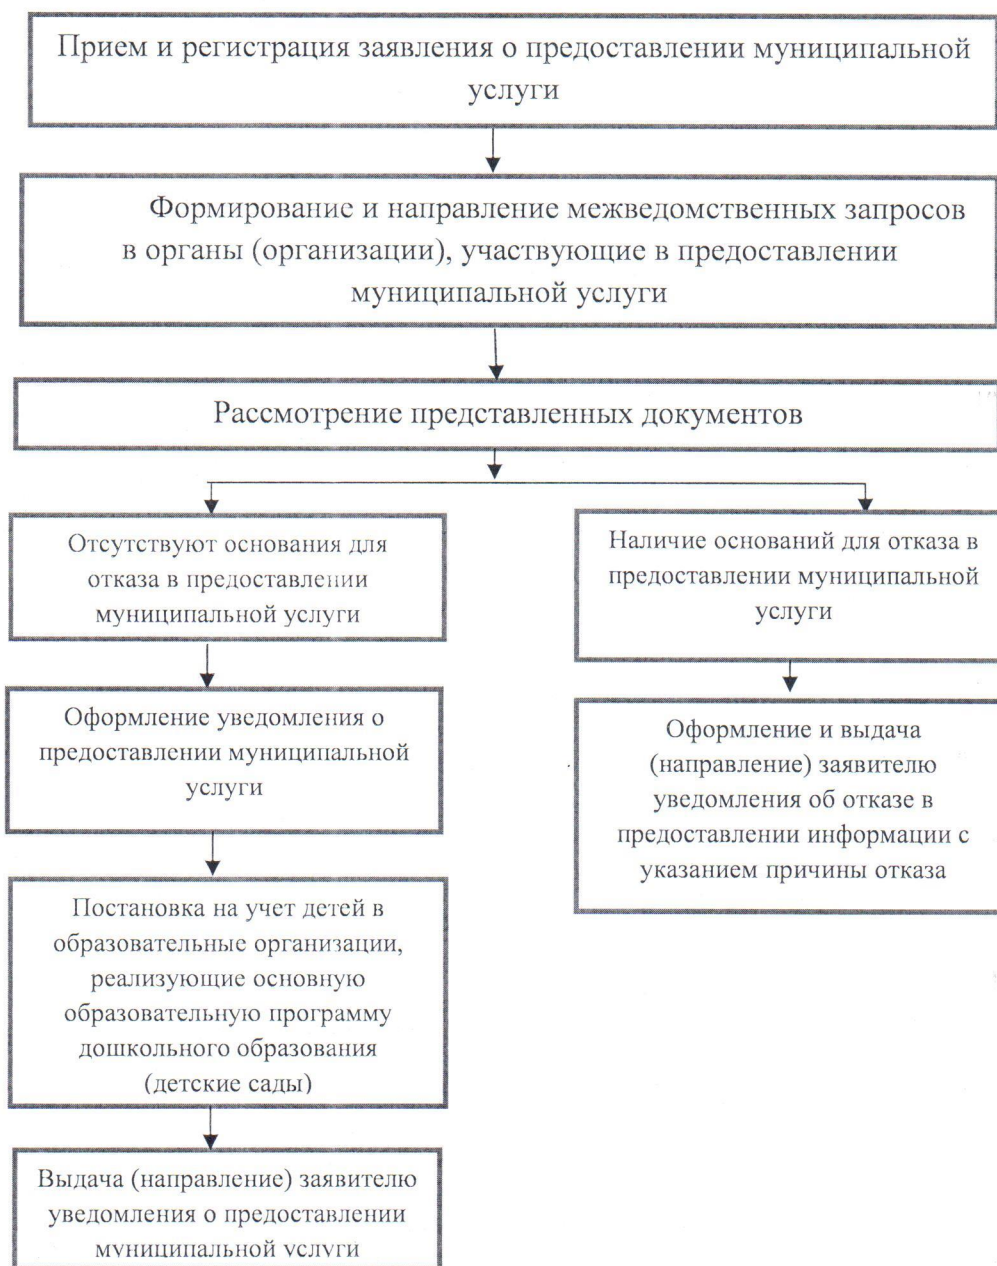 Прием и регистрация заявления о предоставлении муниципальной
услуги
Формирование и направление межведомственных запросов
в органы (организации), участвующие в предоставлении
муниципальной услуги
Рассмотрение представленных документов
Отсутствуют основания для
отказа в предоставлении
муниципальной услуги
Наличие оснований для отказа в
предоставлении муниципальной
услуги
Оформление уведомления о
предоставлении муниципальной
услуги
Оформление и выдача
(направление) заявителю
уведомления об отказе в
предоставлении информации с
указанием причины отказа
Постановка на учет детей в
образовательные организации,
реализующие основную
образовательную программу
дошкольного образования
(детские сады)
Выдача (направление) заявителю
уведомления о предоставлении
муниципальной услуги